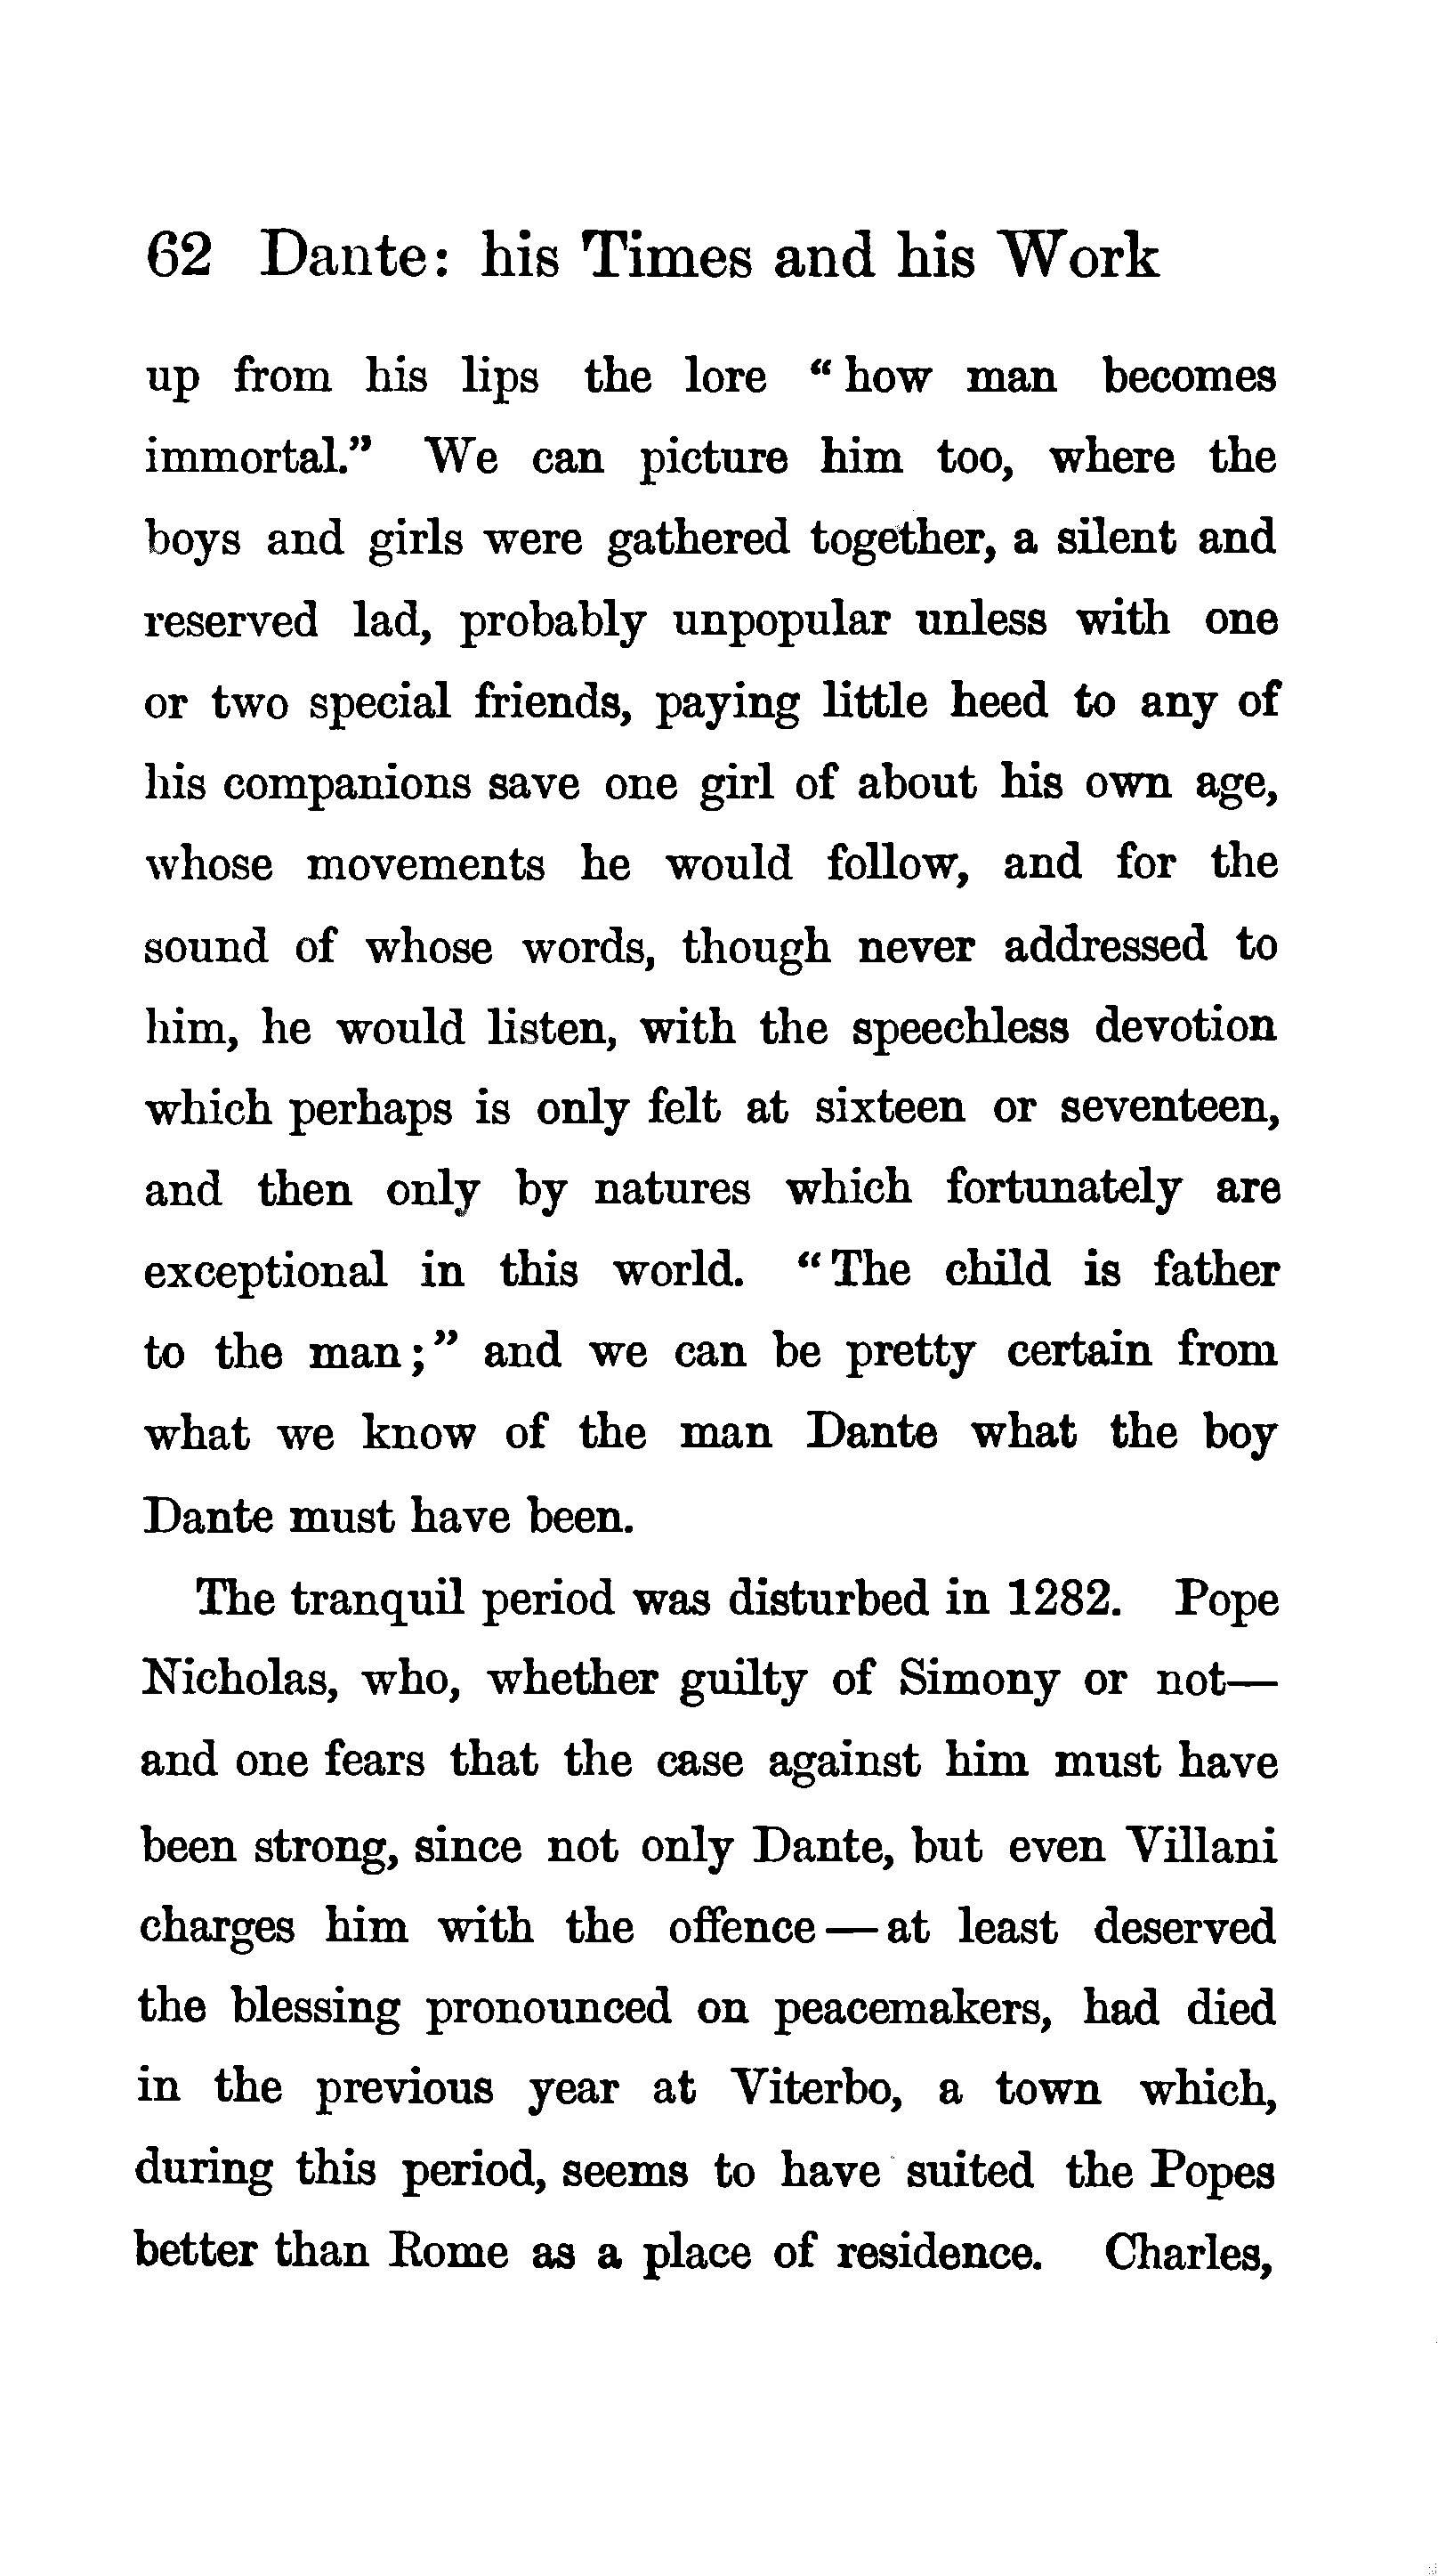 62 Dante: his Times and his Work
up from his lips the lore “how man becomes
immortal.” We can picture him too, where the
boys and girls were gathered together, a silent and
reserved lad, probably unpopular unless with one
or two special friends, paying little heed to any of
his companions save one girl of about his own age,
whose movements he would follow, and for the
sound of whose words, though never addressed to
him, he would listen, with the speechless devotion
which perhaps is only felt at sixteen or seventeen,
and then only by natures which fortunately are
exceptional in this world. “The child is father
to the man;” and we can be pretty certain from
what we know of the man Dante what the boy
Dante must have been.
The tranquil period was disturbed in 1282. Pope
Nicholas, who, whether guilty of Simony or not—
and one fears that the case against him must have
been strong, since not only Dante, but even Villani
charges him with the offence—at least deserved
the blessing pronounced on peacemakers, had died
in the previous year at Viterbo, a town which,
during this period, seems to have suited the Popes
better than Rome as a place of residence. Charles,